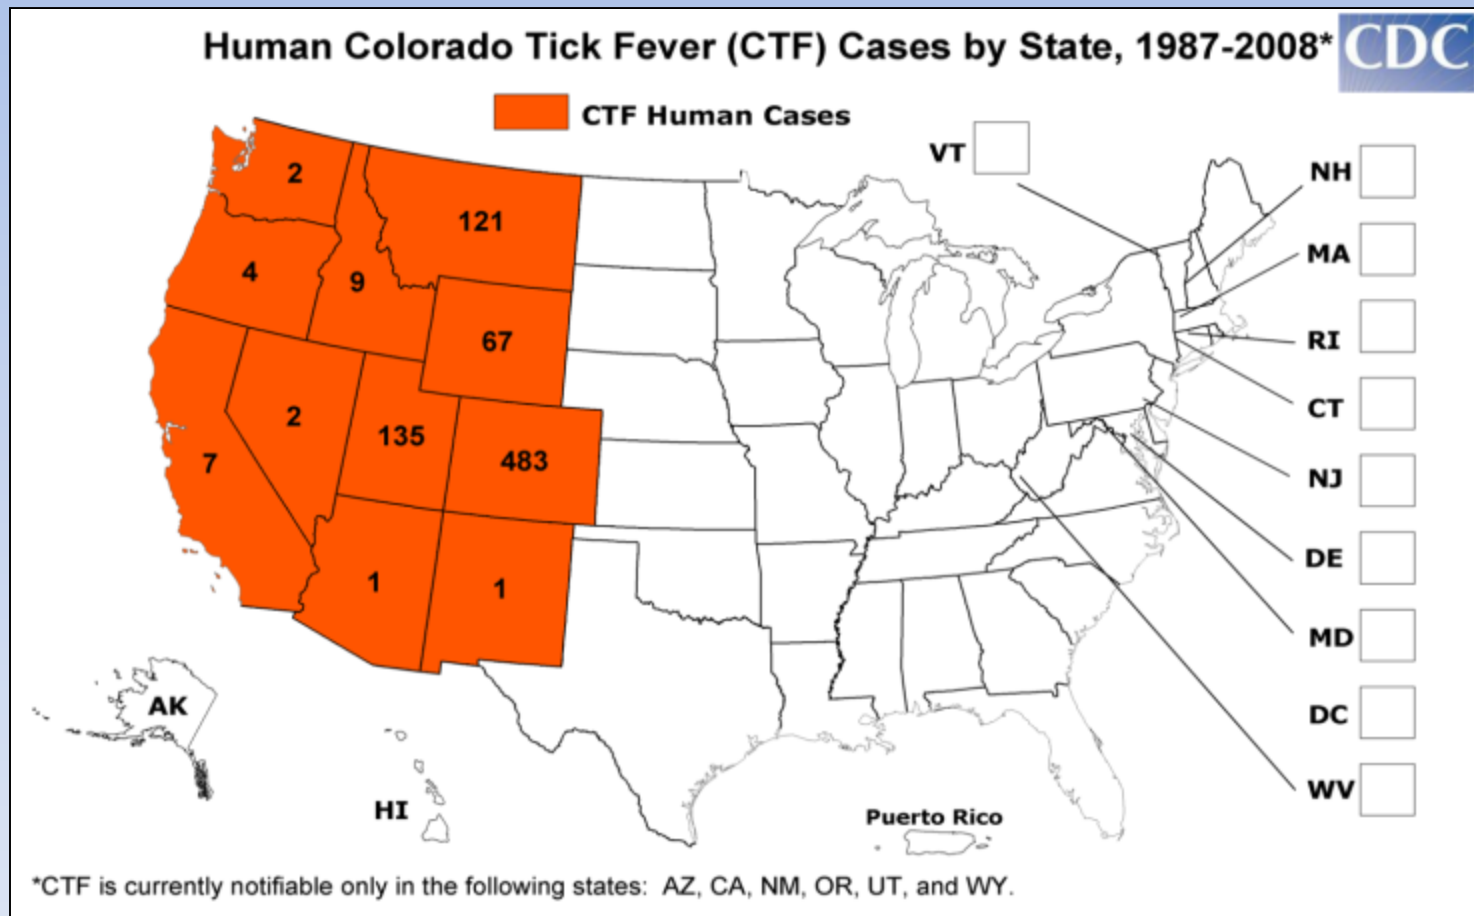 Human Colorado Tick Fever (CTF) Cases by State, 1987-2008*
CDC
CTF Human Cases
VT
NH
2
121
MA
4
9
RI
67
CT
2
135
483
7
NJ
DE
1
1
MD
AK
DC
HI
WV
Puerto Rico
*CTF is currently notifiable only in the following states: AZ, CA, NM, OR, UT, and WY.